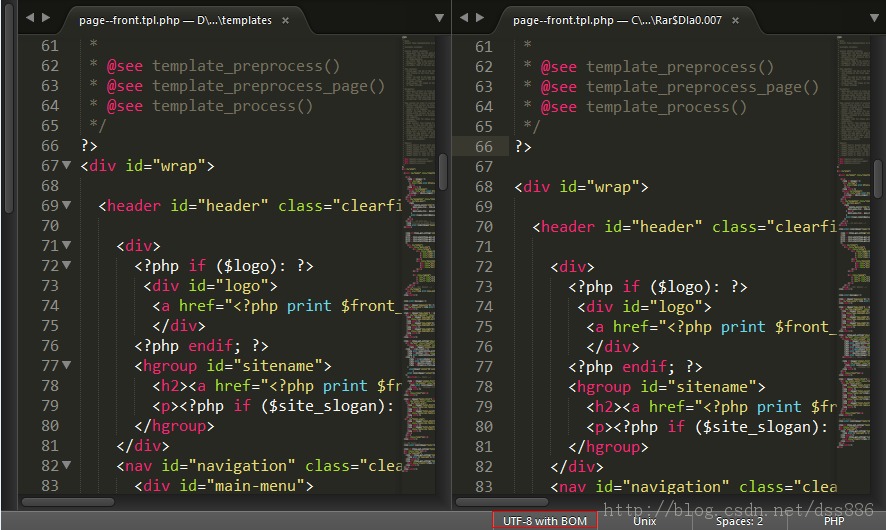 page--front.tpl.php — D\...\templates ×
61 *
62 * @see template_preprocess()
63 * @see template_preprocess_page()
64 * @see template_process()
65 */
66 ?>
67 <div id="wrap">
68
69 <header id="header" class="clearfi
70
71 <div>
72 <?php if ($logo): ?>
73 <div id="logo">
74 <a href="<?php print $front_
75 </div>
76 <?php endif; ?>
77 <hgroup id="sitename">
78 <h2><a href="<?php print $fr
79 <p><?php if ($site_slogan):
80 </hgroup>
81 </div>
82 <nav id="navigation" class="clea
83 <div id="main-menu">
page--front.tpl.php — C\...\Rar$DIa0.007 ×
61 *
62 * @see template_preprocess()
63 * @see template_preprocess_page()
64 * @see template_process()
65 */
66 ?>
67
68 <div id="wrap">
69
70 <header id="header" class="clearfi
71
72 <div>
73 <?php if ($logo): ?>
74 <div id="logo">
75 <a href="<?php print $front_
76 </div>
77 <?php endif; ?>
78 <hgroup id="sitename">
79 <h2><a href="<?php print $fr
80 <p><?php if ($site_slogan):
81 </hgroup>
82 </div>
83 <nav id="navigation" class="clea
http://blog.csdn.net/dss886
UTF-8 with BOM
Unix
Spaces: 2
PHP